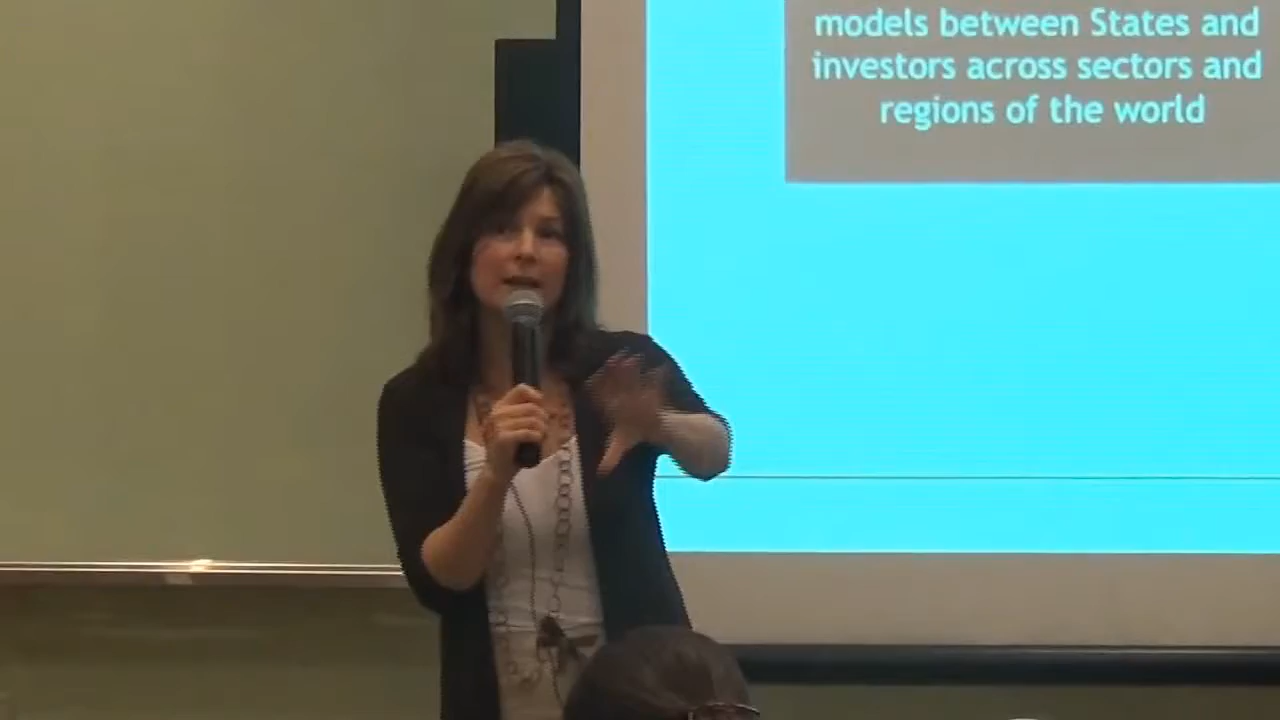 models between States and
investors across sectors and
regions of the world